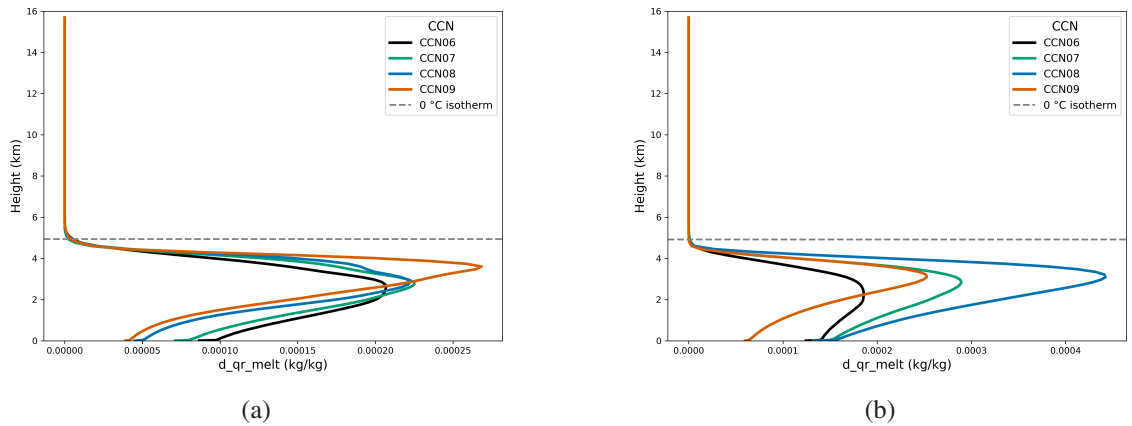 16
14
12
10
8
6
4
2
0
Height (km)
0.00000
0.00005
0.00010
0.00015
0.00020
0.00025
d_qr_melt (kg/kg)
CCN
CCN06
CCN07
CCN08
CCN09
0 °C isotherm
(a)
16
14
12
10
8
6
4
2
0
Height (km)
0.0000
0.0001
0.0002
0.0003
0.0004
d_qr_melt (kg/kg)
CCN
CCN06
CCN07
CCN08
CCN09
0 °C isotherm
(b)